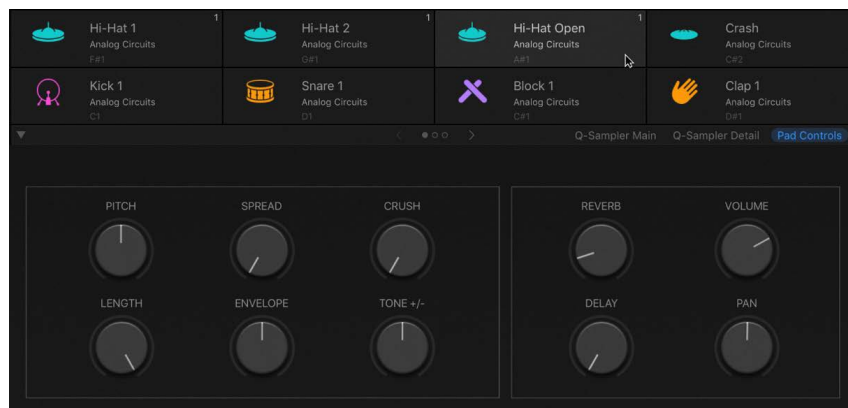 Hi-Hat 1 1
Analog Circuits
F#1
Hi-Hat 2 1
Analog Circuits
G#1
Hi-Hat Open 1
Analog Circuits
A#1
Crash
Analog Circuits
C#2
Kick 1
Analog Circuits
C1
Snare 1
Analog Circuits
D1
Block 1
Analog Circuits
C#1
Clap 1
Analog Circuits
D#1
Q-Sampler Main Q-Sampler Detail Pad Controls
PITCH SPREAD CRUSH
REVERB VOLUME
LENGTH ENVELOPE TONE +/-
DELAY PAN